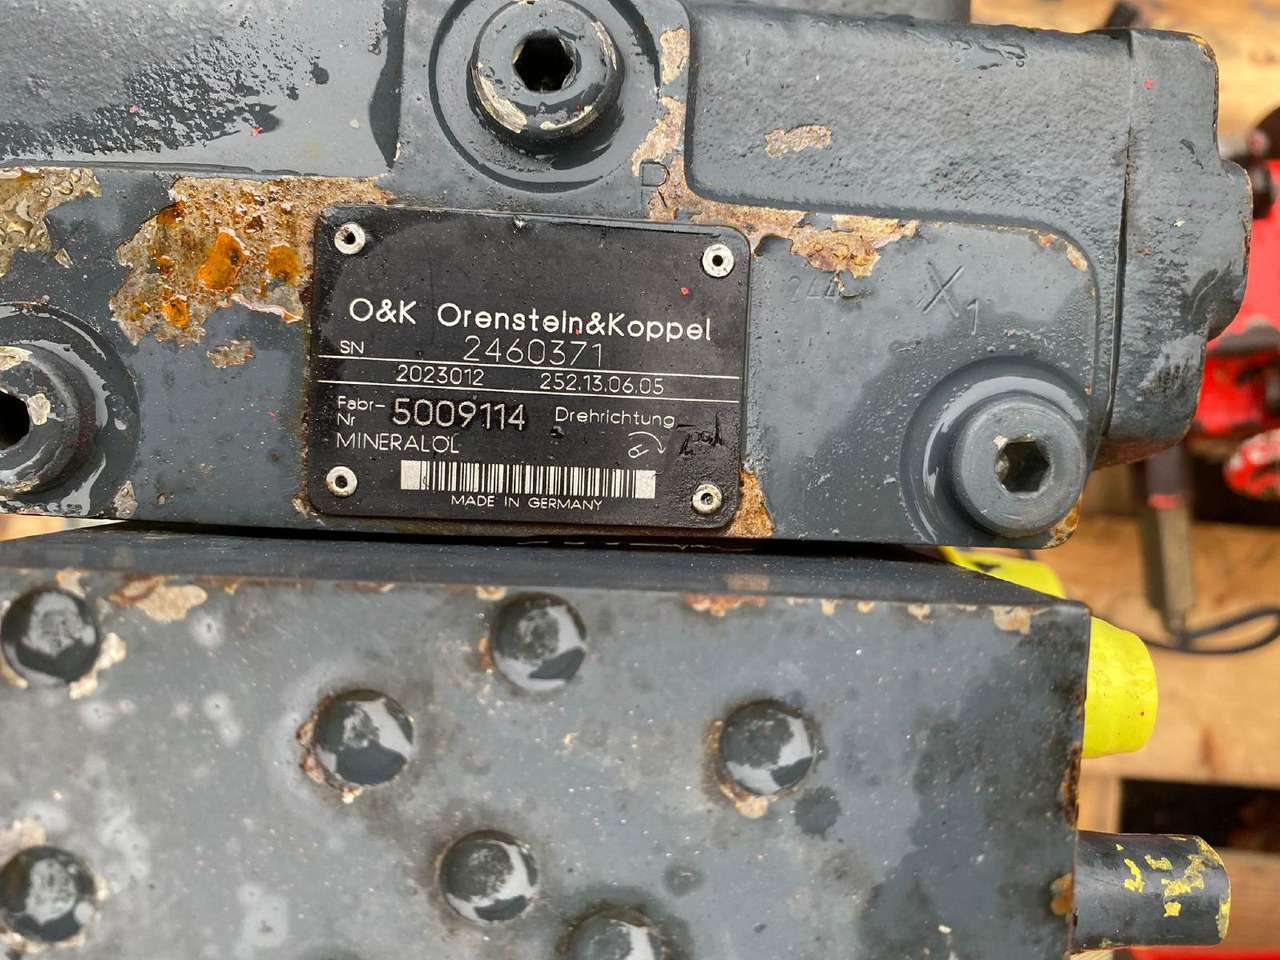 R
X1
O&K Orenstein&Koppel
SN 2460371
2023012 252.13.06.05
Fabr-Nr 5009114 Drehrichtung
MINERALÖL
MADE IN GERMANY